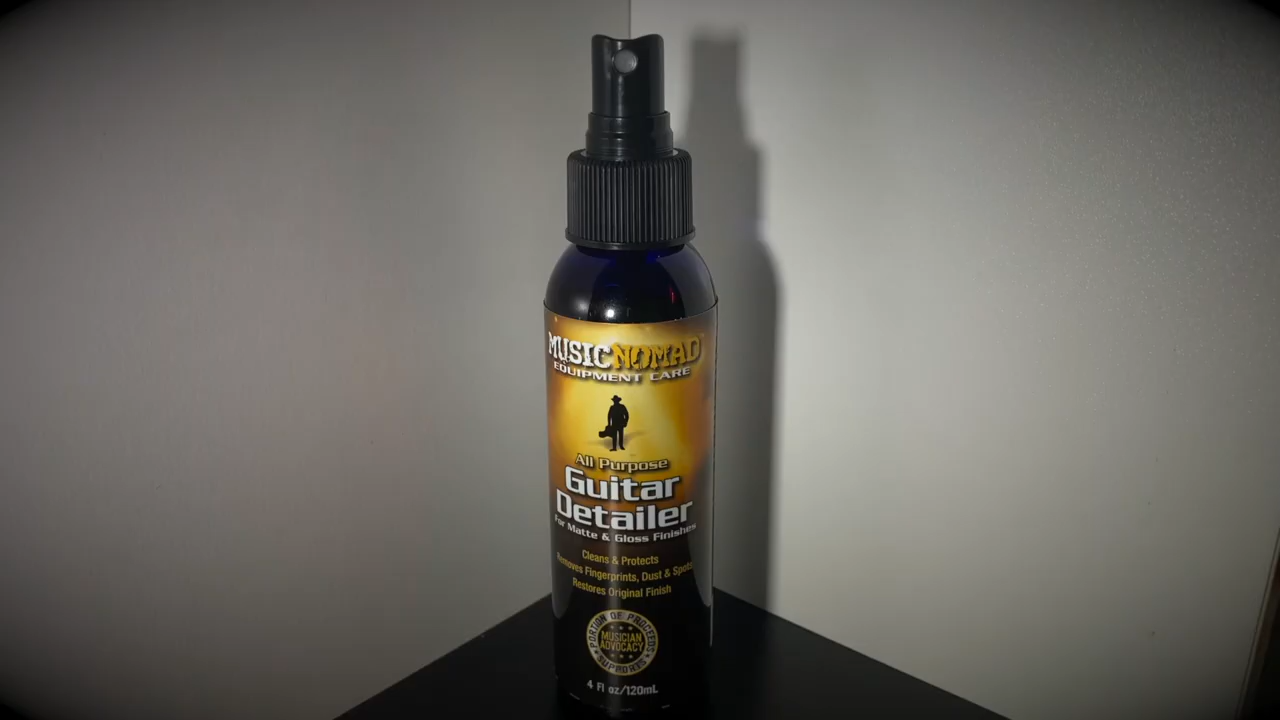 MUSICNOMAD
EQUIPMENT CARE
All Purpose
Guitar
Detailer
For Matte & Gloss Finishes
Cleans & Protects
Removes Fingerprints, Dust & Spots
Restores Original Finish
PORTION OF PROCEEDS
MUSICIAN
ADVOCACY
SUPPORTS
4 Fl oz/120mL